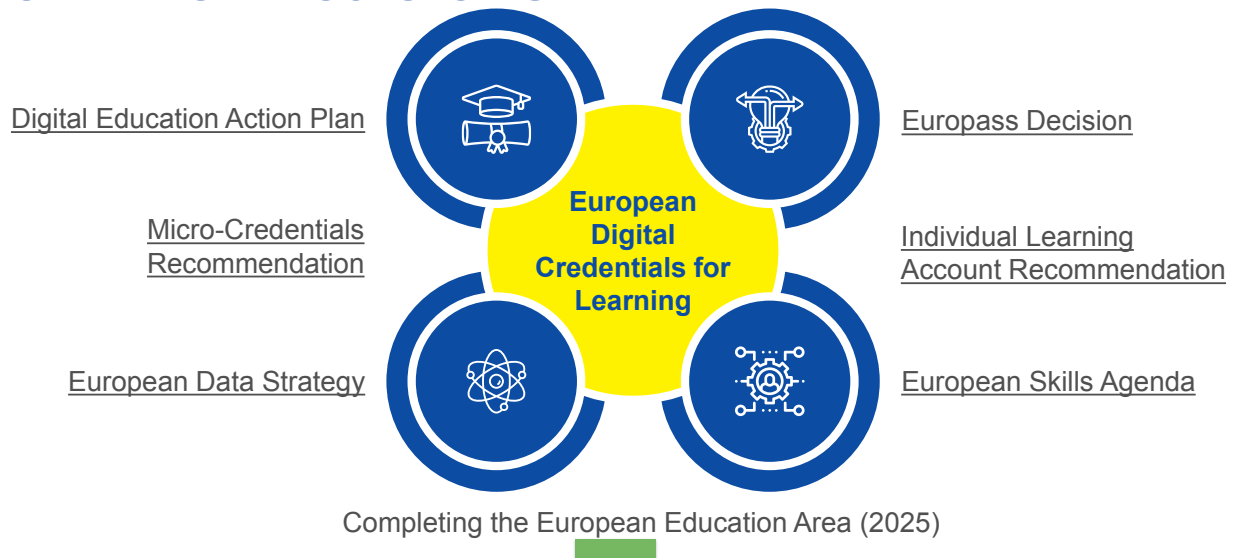 Digital Education Action Plan
Europass Decision
European
Digital
Credentials for
Learning
Micro-Credentials
Recommendation
Individual Learning
Account Recommendation
European Data Strategy
European Skills Agenda
Completing the European Education Area (2025)